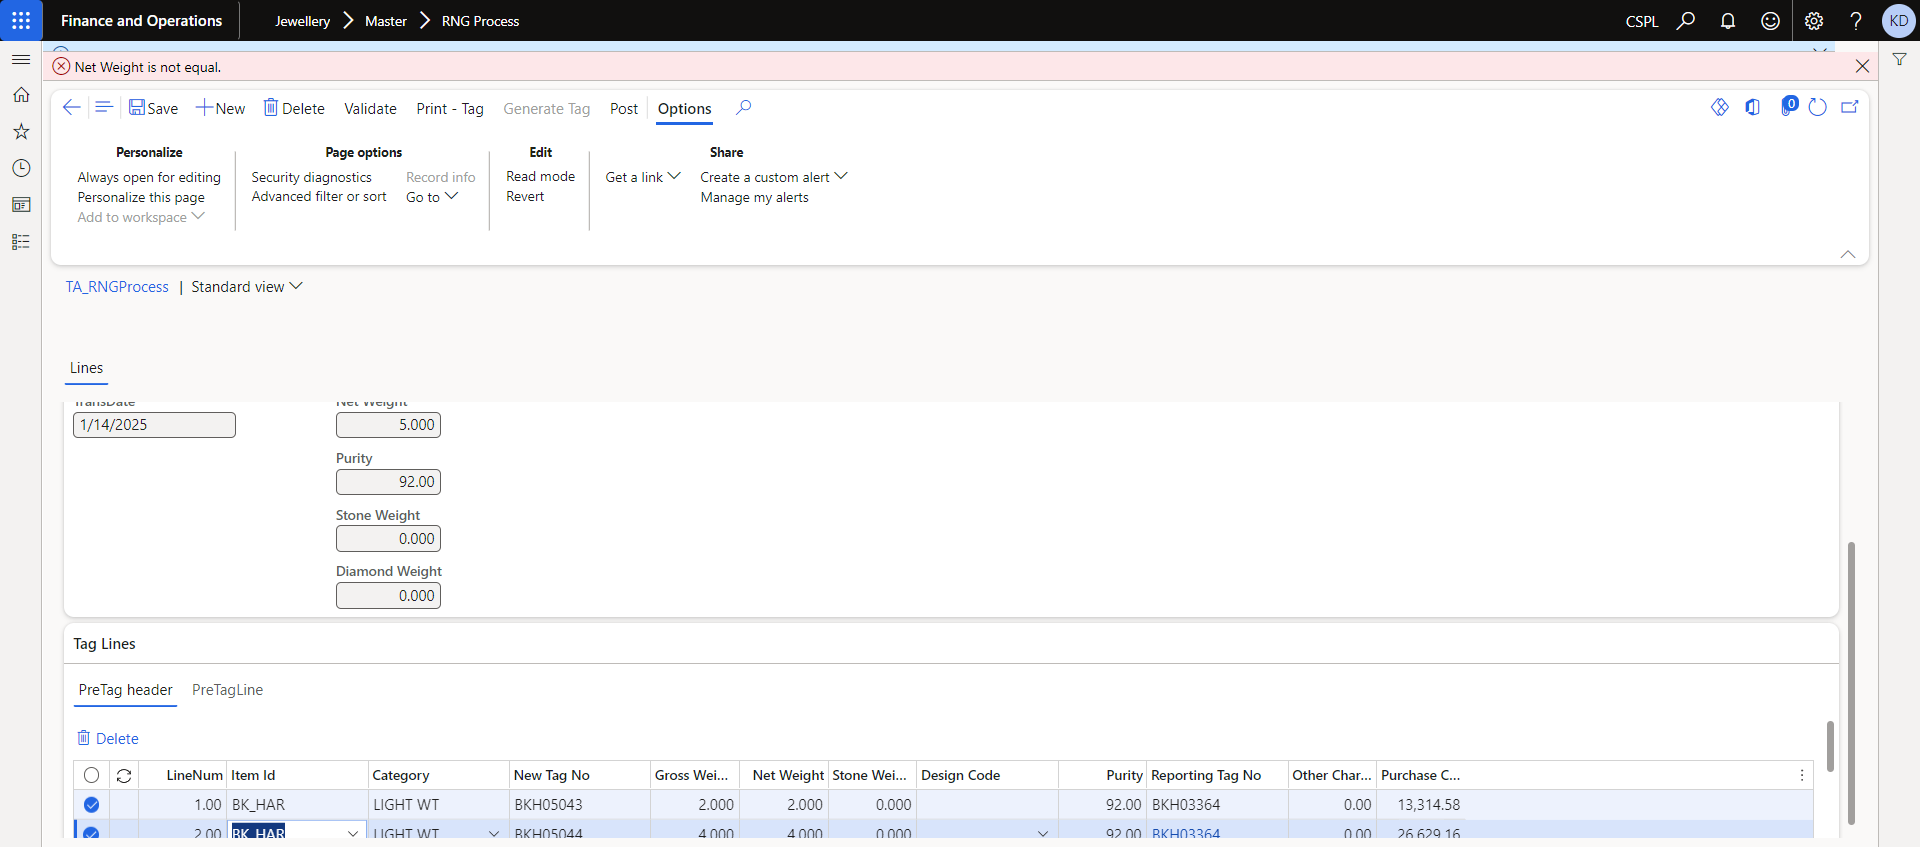 Finance and Operations
Jewellery > Master > RNG Process
CSPL
KD
Net Weight is not equal.
Save
New
Delete
Validate
Print - Tag
Generate Tag
Post
Options
0
Personalize
Always open for editing
Personalize this page
Add to workspace
Page options
Security diagnostics
Advanced filter or sort
Record info
Go to
Edit
Read mode
Revert
Share
Get a link
Create a custom alert
Manage my alerts
TA_RNGProcess | Standard view
Lines
TransDate
1/14/2025
Net Weight
5.000
Purity
92.00
Stone Weight
0.000
Diamond Weight
0.000
Tag Lines
PreTag header PreTagLine
Delete
LineNum Item Id Category New Tag No Gross Wei... Net Weight Stone Wei... Design Code Purity Reporting Tag No Other Char... Purchase C...
1.00 BK_HAR LIGHT WT BKH05043 2.000 2.000 0.000 92.00 BKH03364 0.00 13,314.58
2.00 BK_HAR LIGHT WT BKH05044 4.000 4.000 0.000 92.00 BKH03364 0.00 26,629.16